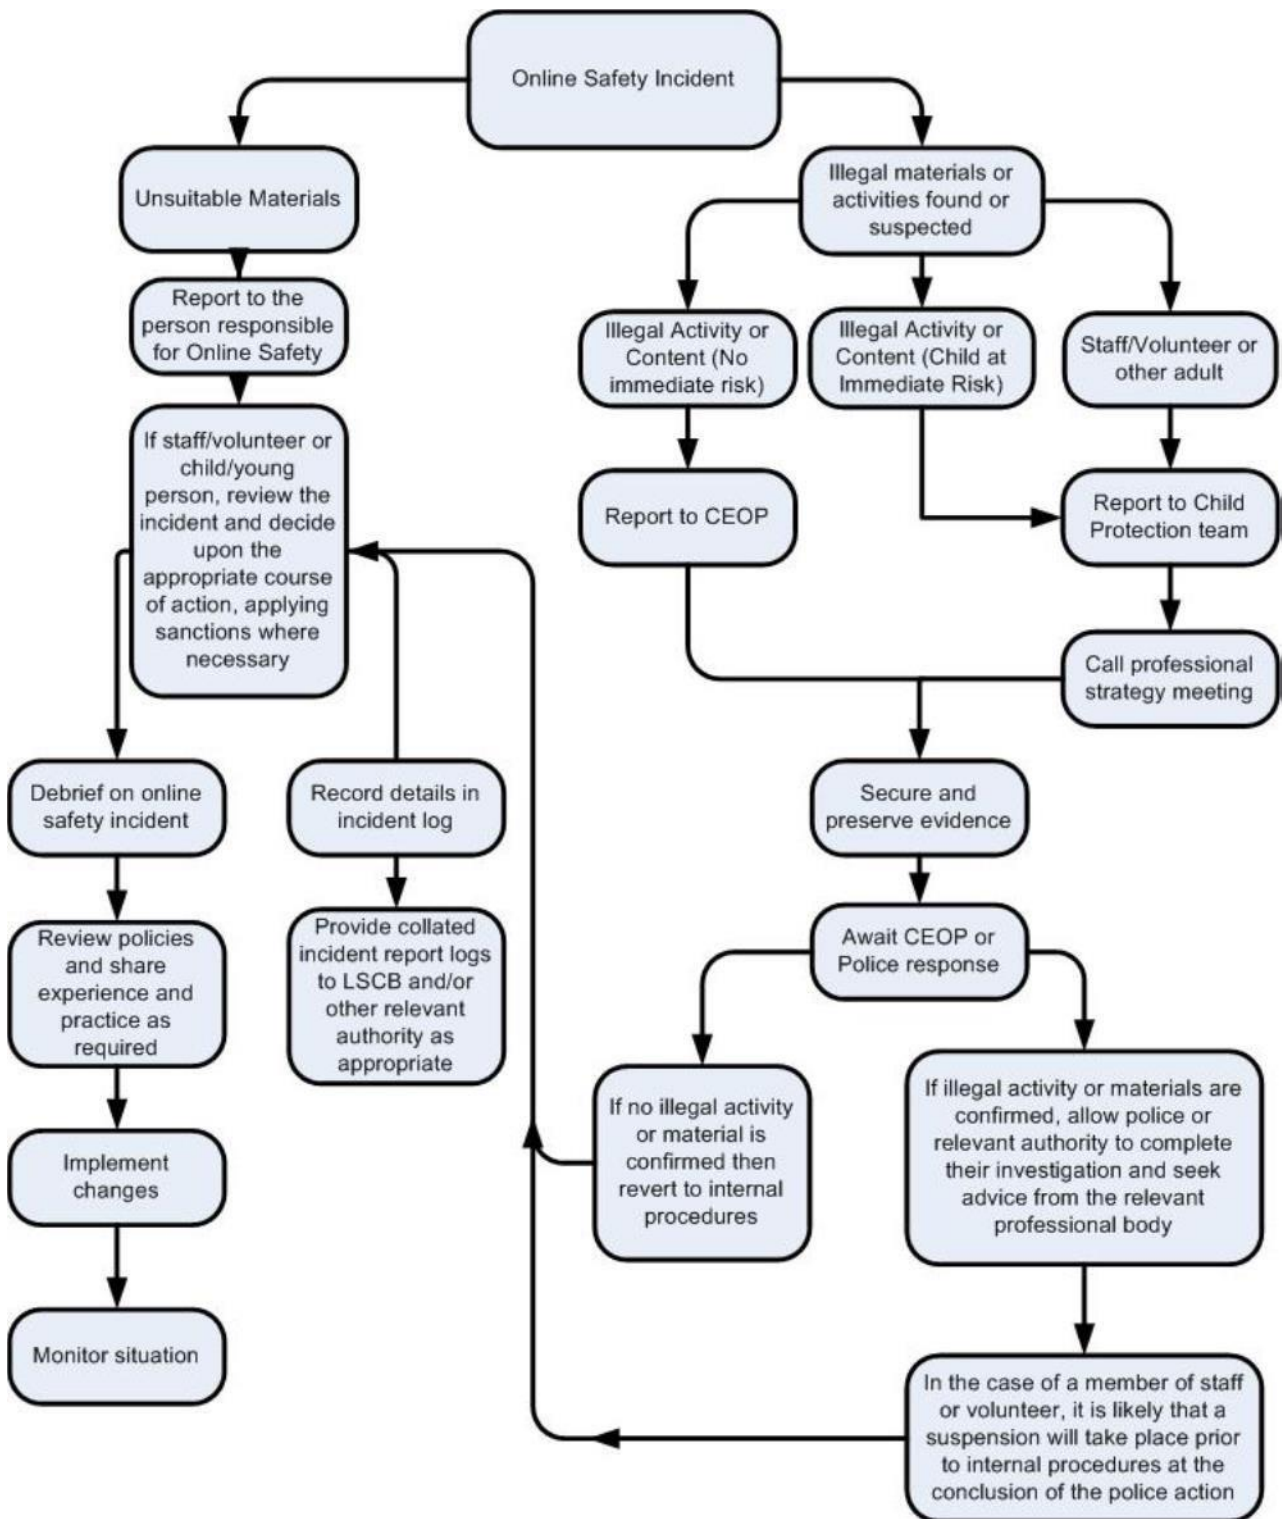 Online Safety Incident
Unsuitable Materials
Report to the
person responsible
for Online Safety
If staff/volunteer or
child/young
person, review the
incident and decide
upon the
appropriate course
of action, applying
sanctions where
necessary
Debrief on online
safety incident
Review policies
and share
experience and
practice as
required
Implement
changes
Monitor situation
Record details in
incident log
Provide collated
incident report logs
to LSCB and/or
other relevant
authority as
appropriate
Illegal materials or
activities found or
suspected
Illegal Activity or
Content (No
immediate risk)
Illegal Activity or
Content (Child at
Immediate Risk)
Staff/Volunteer or
other adult
Report to CEOP
Report to Child
Protection team
Call professional
strategy meeting
Secure and
preserve evidence
Await CEOP or
Police response
If no illegal activity
or material is
confirmed then
revert to internal
procedures
If illegal activity or materials are
confirmed, allow police or
relevant authority to complete
their investigation and seek
advice from the relevant
professional body
In the case of a member of staff
or volunteer, it is likely that a
suspension will take place prior
to internal procedures at the
conclusion of the police action